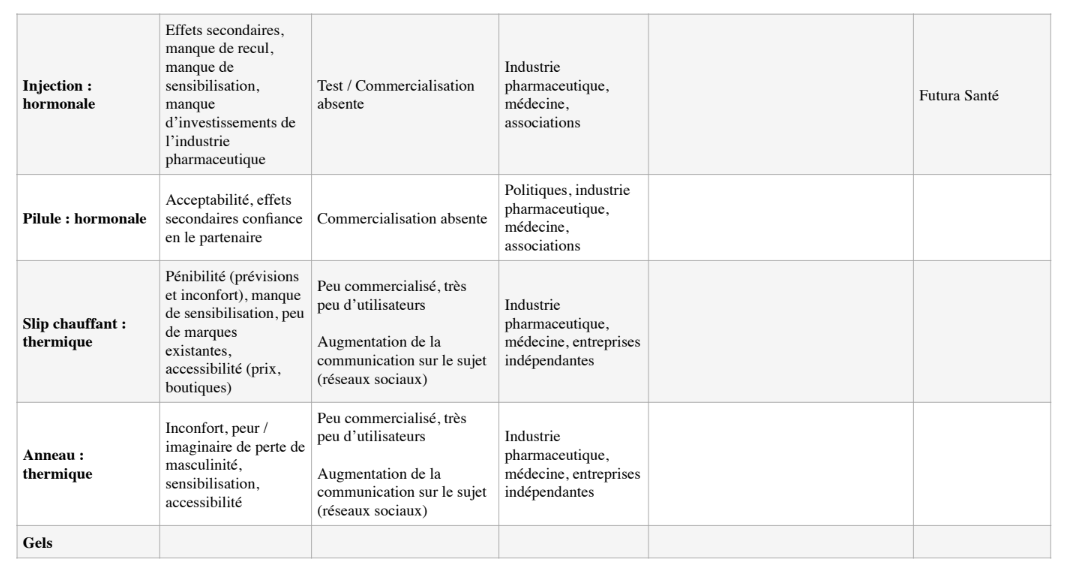 Injection :
hormonale
Effets secondaires,
manque de recul,
manque de
sensibilisation,
manque
d’investissements de
l’industrie
pharmaceutique
Test / Commercialisation
absente
Industrie
pharmaceutique,
médecine,
associations
Futura Santé
Pilule : hormonale
Acceptabilité, effets
secondaires confiance
en le partenaire
Commercialisation absente
Politiques, industrie
pharmaceutique,
médecine,
associations
Slip chauffant :
thermique
Pénibilité (prévisions
et inconfort), manque
de sensibilisation, peu
de marques
existantes,
accessibilité (prix,
boutiques)
Peu commercialisé, très
peu d’utilisateurs
Augmentation de la
communication sur le sujet
(réseaux sociaux)
Industrie
pharmaceutique,
médecine, entreprises
indépendantes
Anneau :
thermique
Inconfort, peur /
imaginaire de perte de
masculinité,
sensibilisation,
accessibilité
Peu commercialisé, très
peu d’utilisateurs
Augmentation de la
communication sur le sujet
(réseaux sociaux)
Industrie
pharmaceutique,
médecine, entreprises
indépendantes
Gels